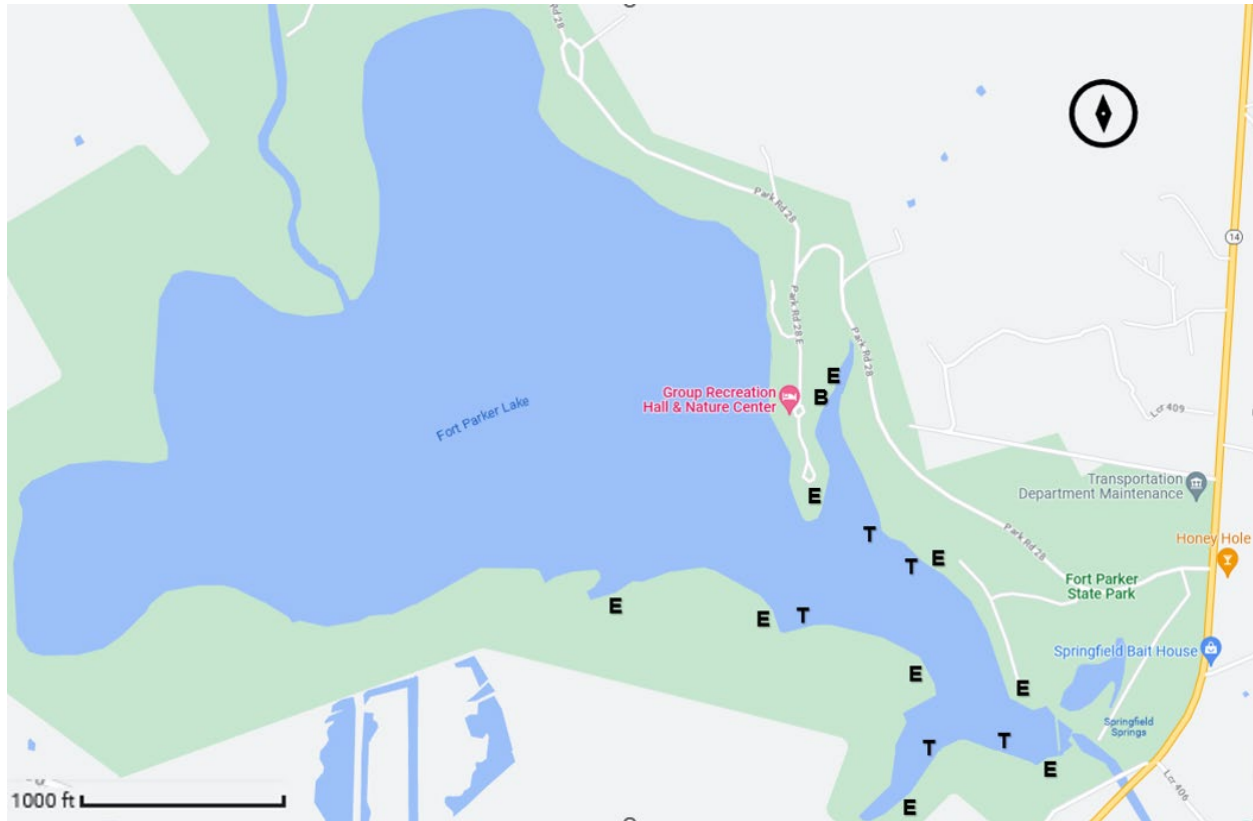 Rd 28
Park Rd 28
14
Park Rd 28 E
Park Rd 28
E
B
Group Recreation
Hall & Nature Center
Fort Parker Lake
Lcr 409
E
Transportation
Department Maintenance
T
Honey Hole
E
T
Park Rd 28
Fort Parker
State Park
E
E
T
Springfield Bait House
E
E
Springfield
Springs
T
T
E
Lcr 406
1000 ft
E